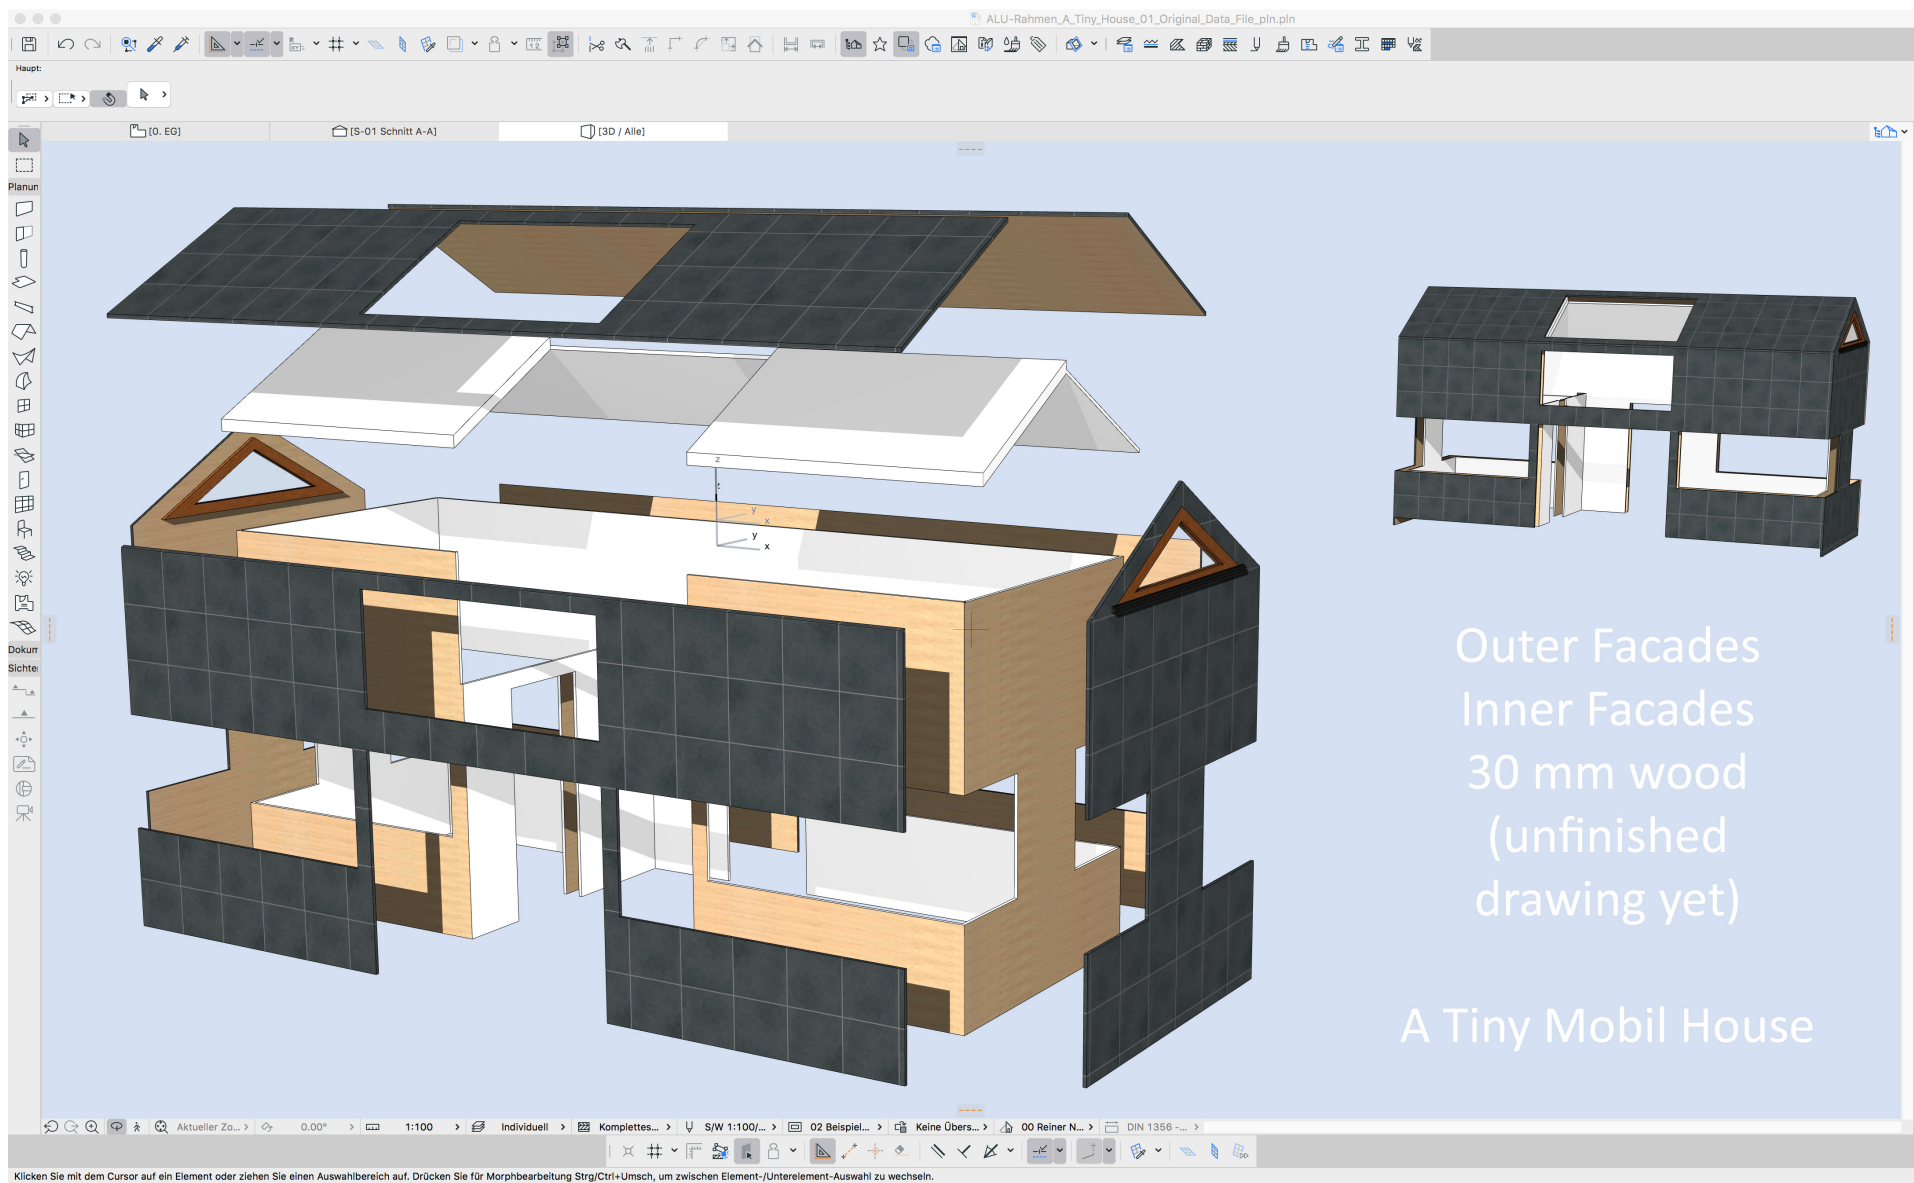 ALU-Rahmen_A_Tiny_House_01_Original_Data_File_pln.pln
Haupt:
[0. EG]
[S-01 Schnitt A-A]
[3D / Alle]
Planun
Dokum
Sichte
z
y
x
y
x
Outer Facades
Inner Facades
30 mm wood
(unfinished
drawing yet)
A Tiny Mobil House
Aktueller Zo...
0.00°
1:100
Individuell
Komplettes...
S/W 1:100/...
02 Beispiel...
Keine Übers...
00 Reiner N...
DIN 1356 -...
Klicken Sie mit dem Cursor auf ein Element oder ziehen Sie einen Auswahlbereich auf. Drücken Sie für Morphbearbeitung Strg/Ctrl+Umsch, um zwischen Element-/Unterelement-Auswahl zu wechseln.